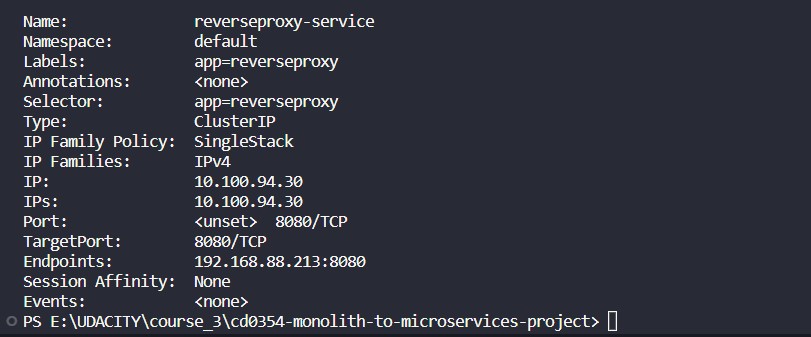 Name: reverseproxy-service
Namespace: default
Labels: app=reverseproxy
Annotations: <none>
Selector: app=reverseproxy
Type: ClusterIP
IP Family Policy: SingleStack
IP Families: IPv4
IP: 10.100.94.30
IPs: 10.100.94.30
Port: <unset> 8080/TCP
TargetPort: 8080/TCP
Endpoints: 192.168.88.213:8080
Session Affinity: None
Events: <none>
PS E:\UDACITY\course_3\cd0354-monolith-to-microservices-project>